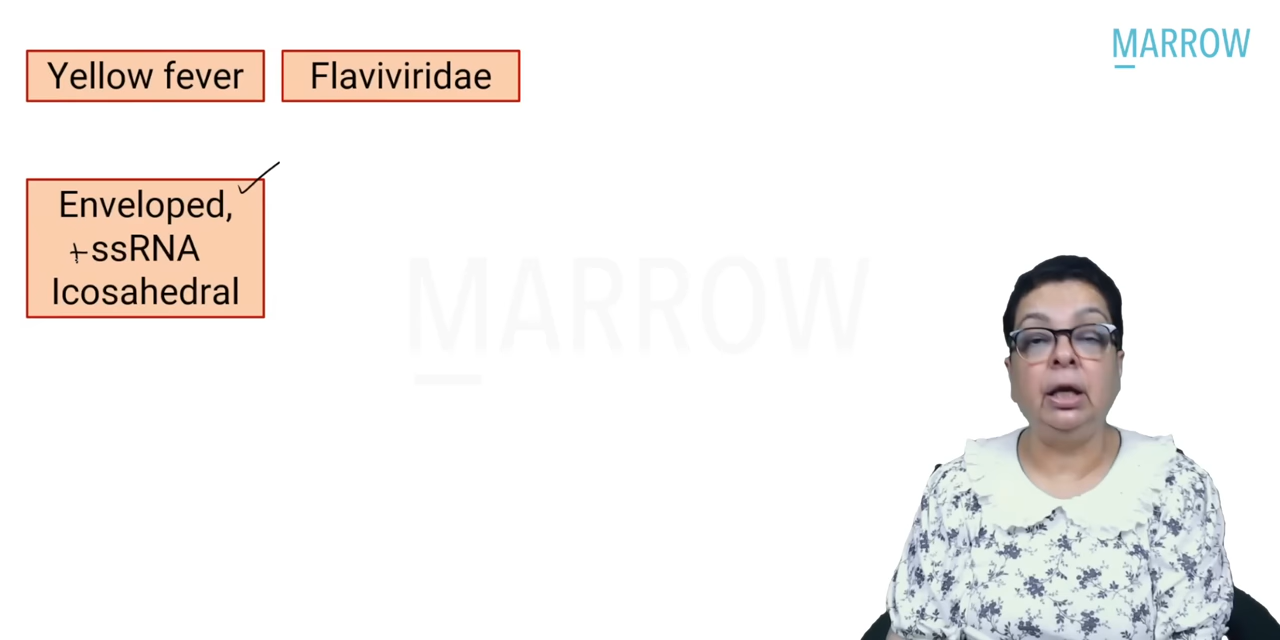 MARROW
Yellow fever
Flaviviridae
Enveloped,
+ssRNA
Icosahedral
MARROW